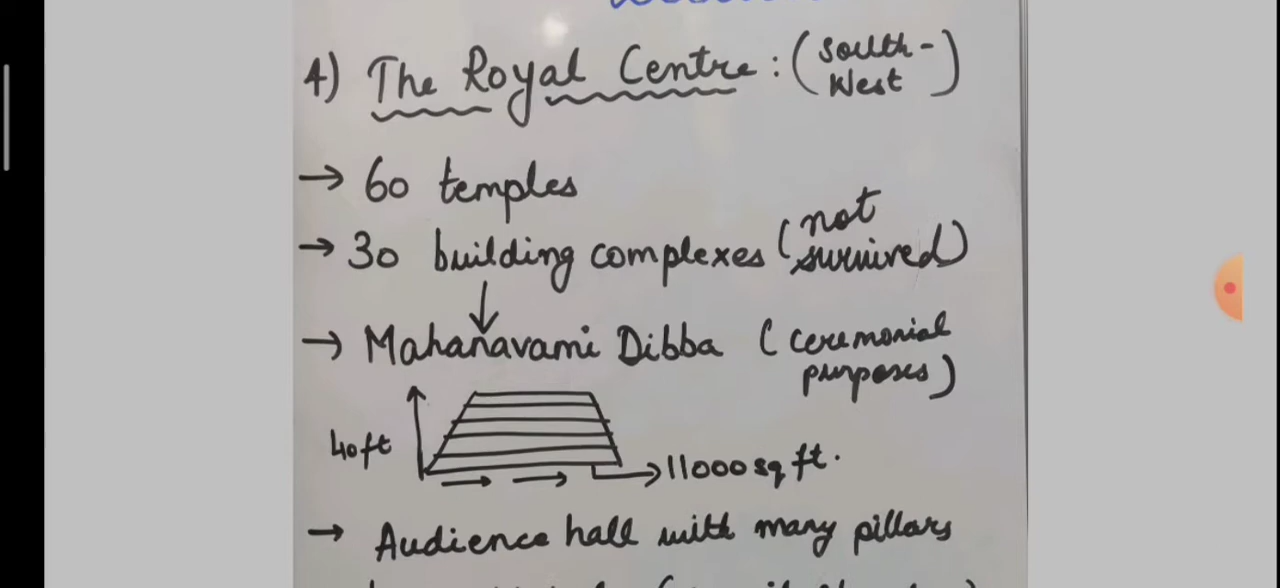 4) The Royal Centre : (South-West)
→ 60 temples
→ 30 building complexes (not survived)
→ Mahanavami Dibba (ceremonial purposes)
40ft
→ 11000 sq ft.
→ Audience hall with many pillars